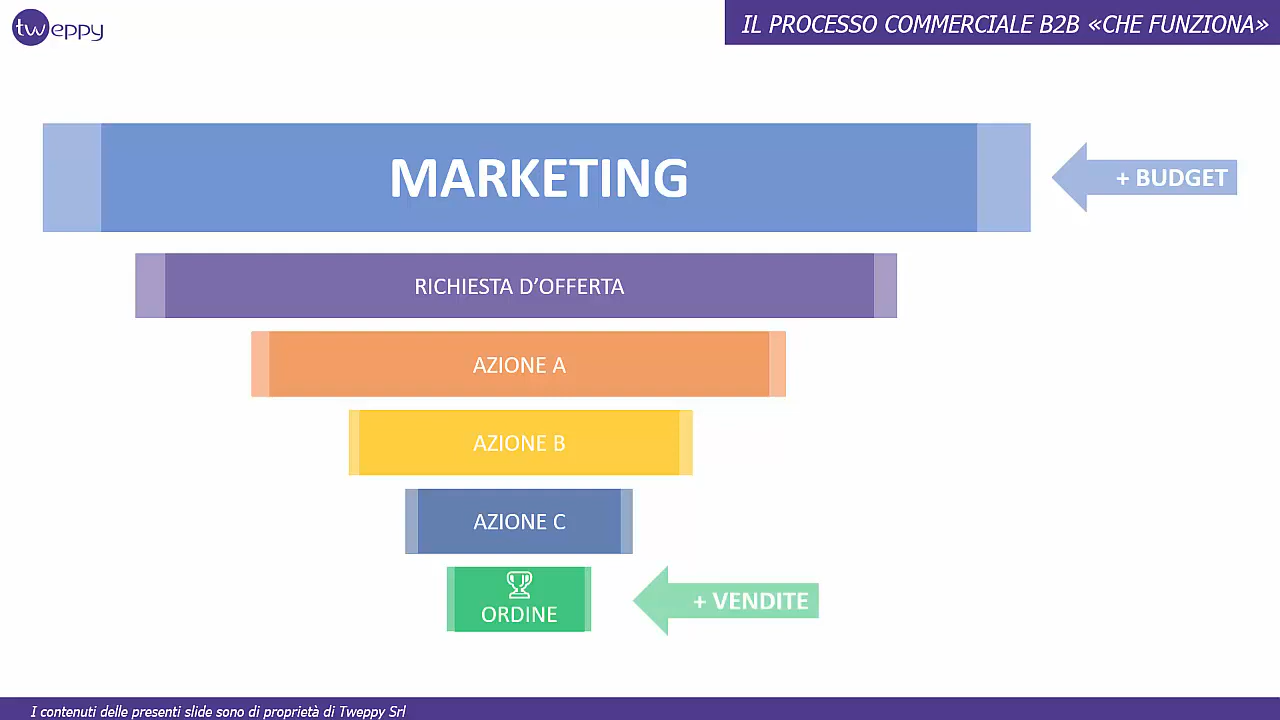 tweppy
IL PROCESSO COMMERCIALE B2B «CHE FUNZIONA»
MARKETING
+ BUDGET
RICHIESTA D’OFFERTA
AZIONE A
AZIONE B
AZIONE C
ORDINE
+ VENDITE
I contenuti delle presenti slide sono di proprietà di Tweppy Srl